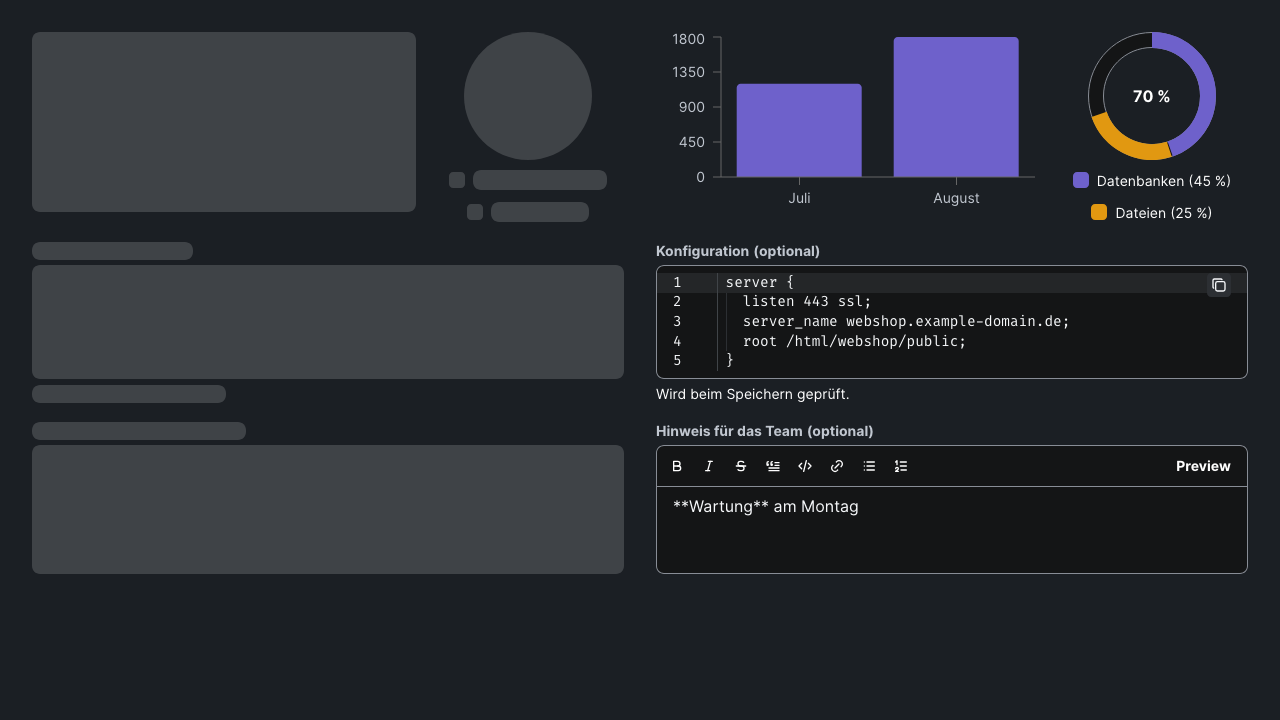 1800
1350
900
450
0
Juli
August
70 %
Datenbanken (45 %)
Dateien (25 %)
Konfiguration (optional)
1 server {
2 listen 443 ssl;
3 server_name webshop.example-domain.de;
4 root /html/webshop/public;
5 }
Wird beim Speichern geprüft.
Hinweis für das Team (optional)
Preview
**Wartung** am Montag